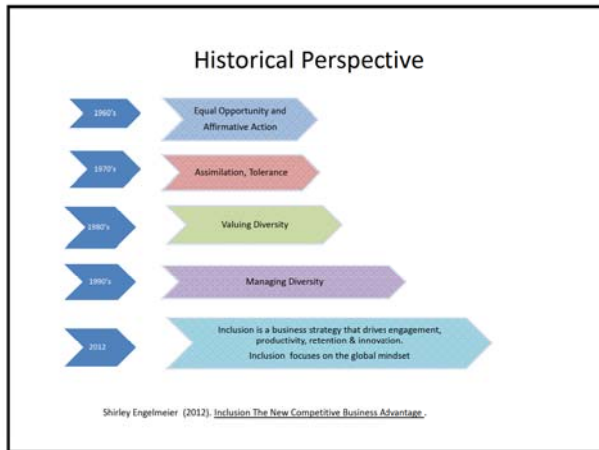 Historical Perspective
1960's
Equal Opportunity and
Affirmative Action
1970's
Assimilation, Tolerance
1980's
Valuing Diversity
1990's
Managing Diversity
2012
Inclusion is a business strategy that drives engagement,
productivity, retention & innovation.
Inclusion focuses on the global mindset
Shirley Engelmeier (2012). Inclusion The New Competitive Business Advantage .